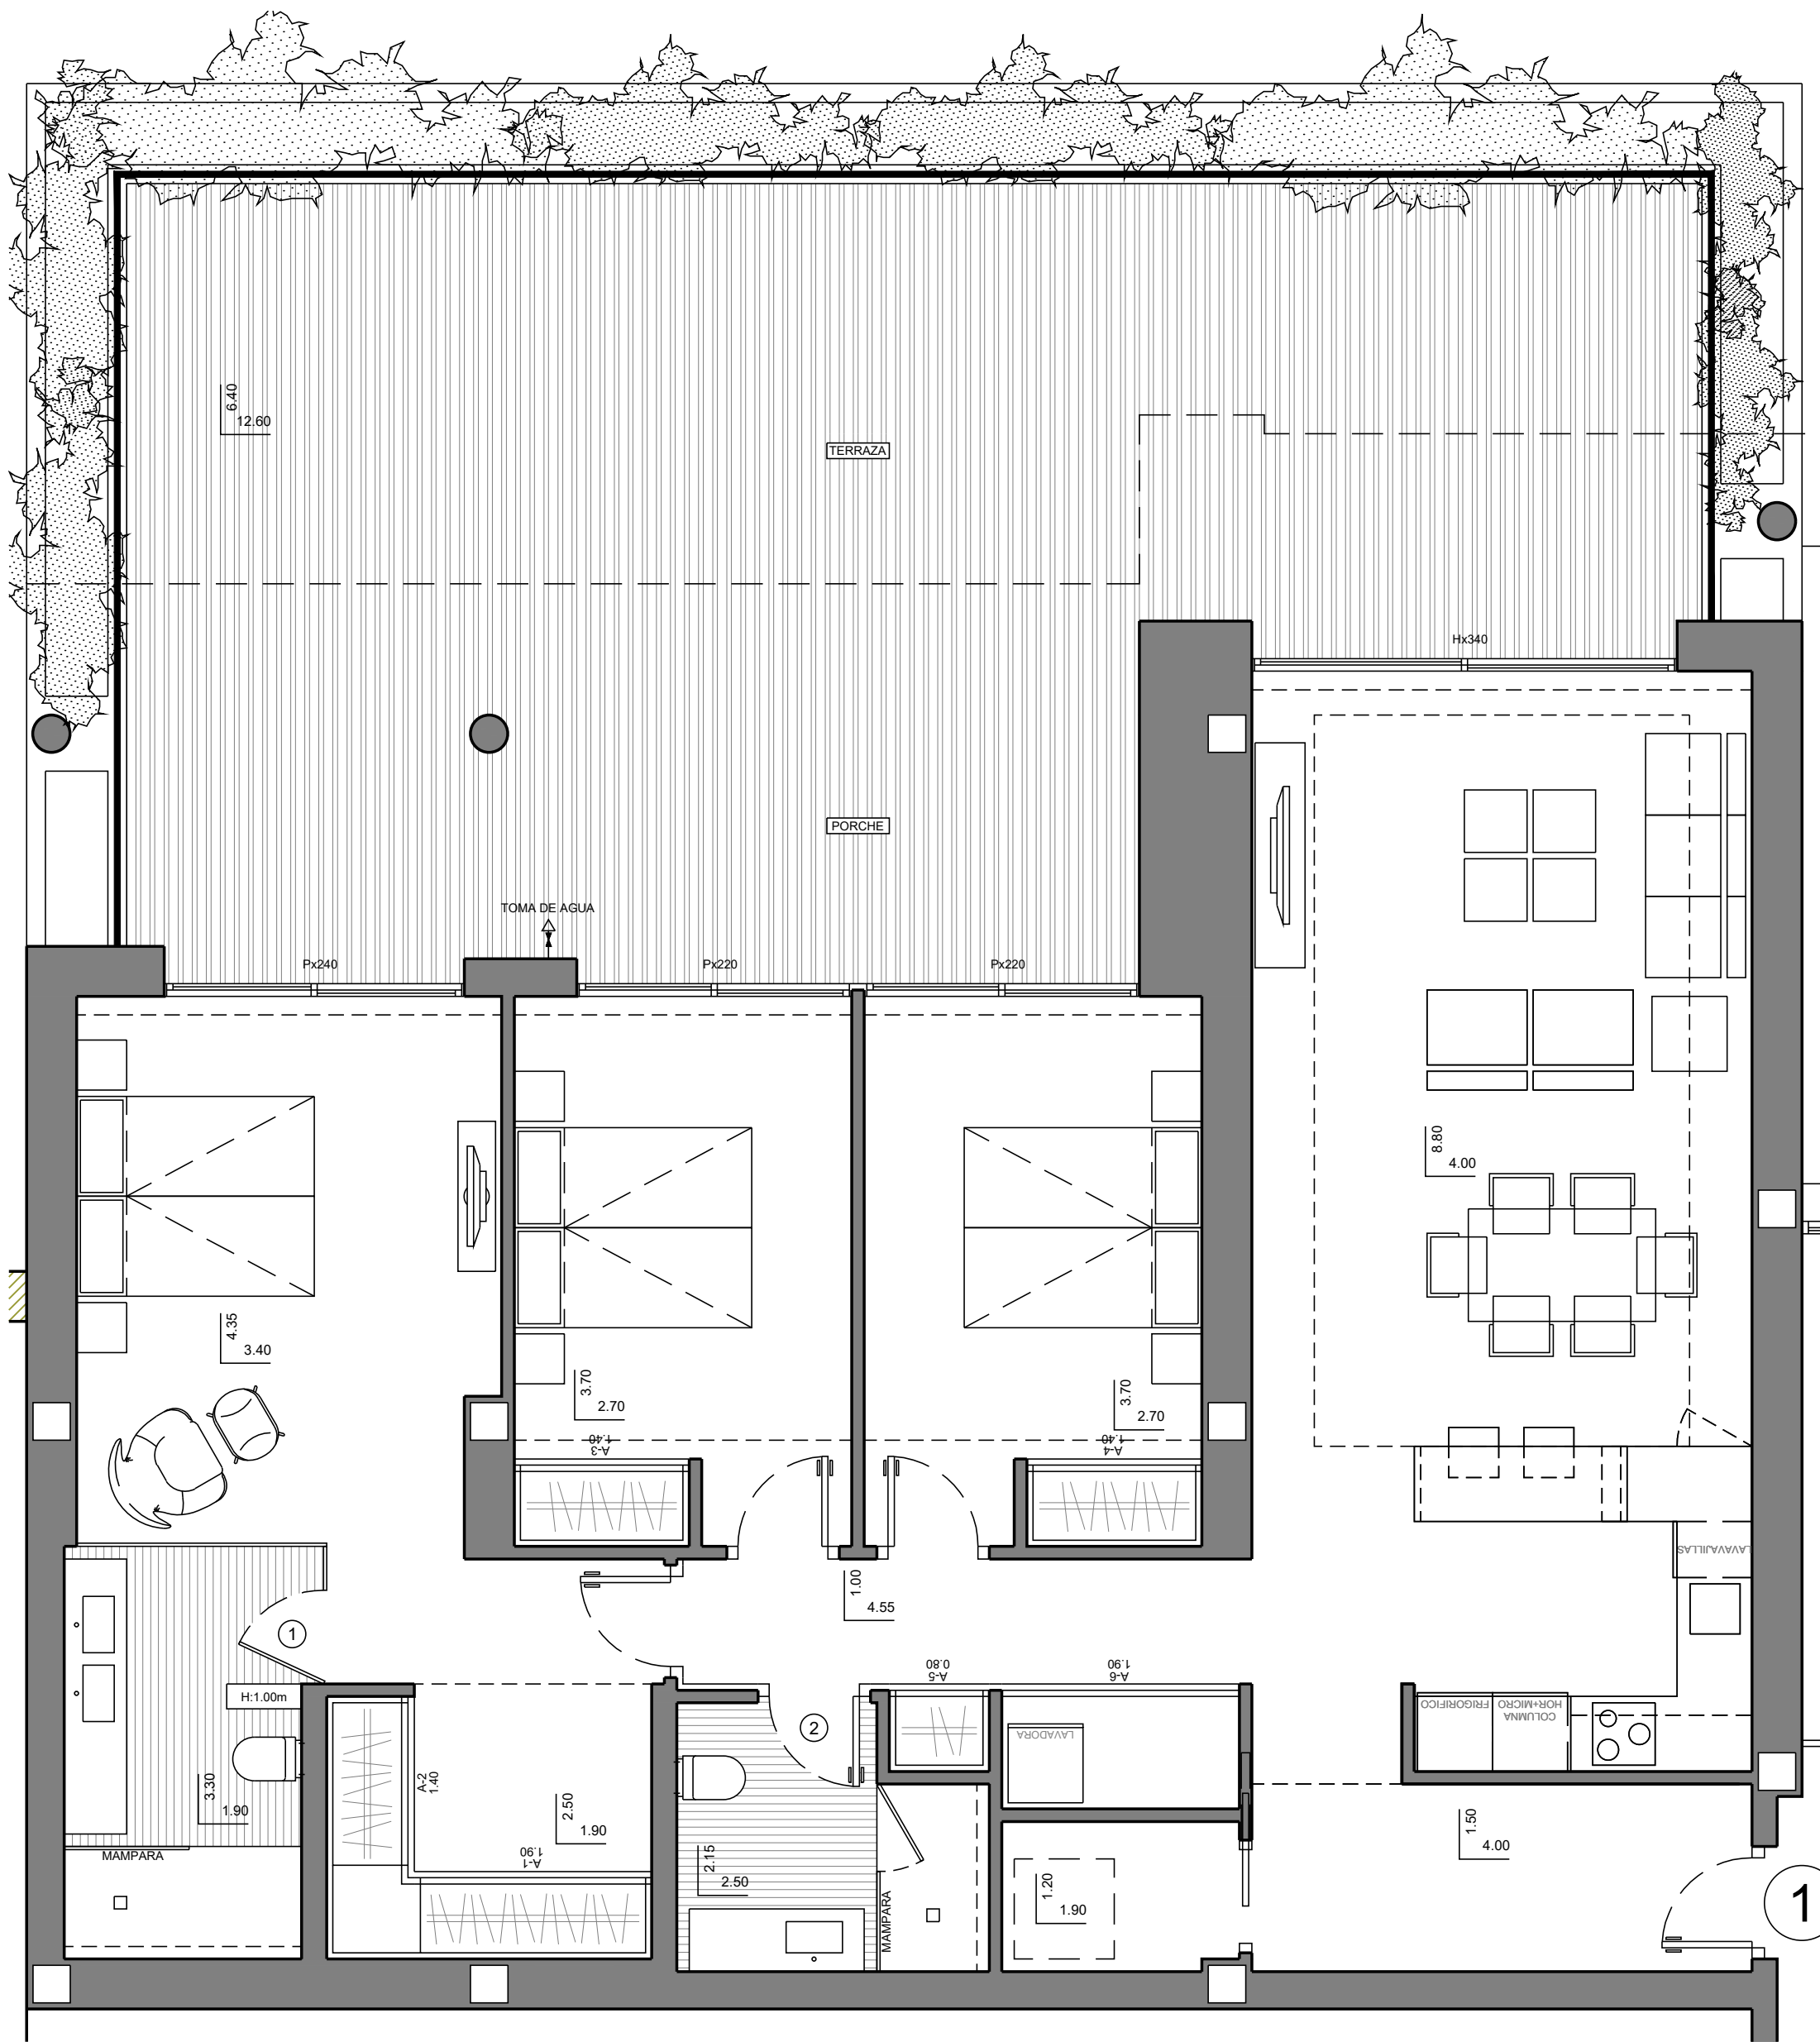 6.40
12.60
TERRAZA
Hx340
PORCHE
TOMA DE AGUA
Px240
Px220
Px220
8.80
4.00
4.35
3.40
3.70
2.70
3.70
2.70
A-3
1.40
A-4
1.40
LAVAVAJILLAS
1.00
4.55
1
H:1.00m
A-5
0.80
A-6
1.90
2
FRIGORIFICO
COLUMNA
HOR+MICRO
LAVADORA
A-2
1.40
3.30
1.90
2.50
1.90
1.50
4.00
MAMPARA
A-1
1.90
2.15
2.50
1.20
1.90
MAMPARA
1